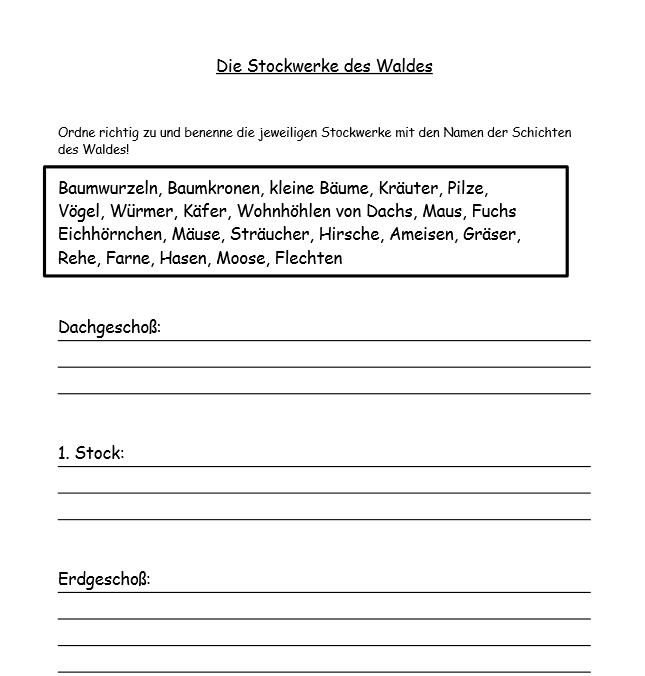 Die Stockwerke des Waldes
Ordne richtig zu und benenne die jeweiligen Stockwerke mit den Namen der Schichten
des Waldes!
Baumwurzeln, Baumkronen, kleine Bäume, Kräuter, Pilze,
Vögel, Würmer, Käfer, Wohnhöhlen von Dachs, Maus, Fuchs
Eichhörnchen, Mäuse, Sträucher, Hirsche, Ameisen, Gräser,
Rehe, Farne, Hasen, Moose, Flechten
Dachgeschoß:
1. Stock:
Erdgeschoß: